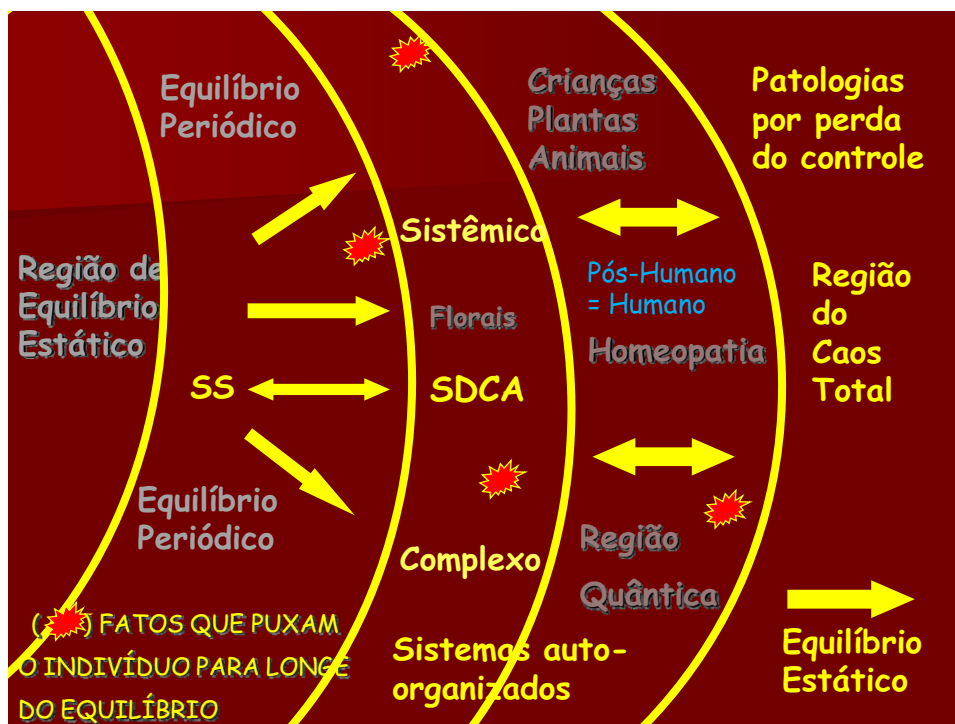 Equilíbrio
Periódico
Crianças
Plantas
Animais
Patologias
por perda
do controle
Sistêmico
Região de
Equilíbrio
Estático
Florais
Pós-Humano
= Humano
Homeopatia
Região
do
Caos
Total
SS
SDCA
Equilíbrio
Periódico
Complexo
Região
Quântica
( ) FATOS QUE PUXAM
O INDIVÍDUO PARA LONGE
DO EQUILÍBRIO
Sistemas auto-
organizados
Equilíbrio
Estático